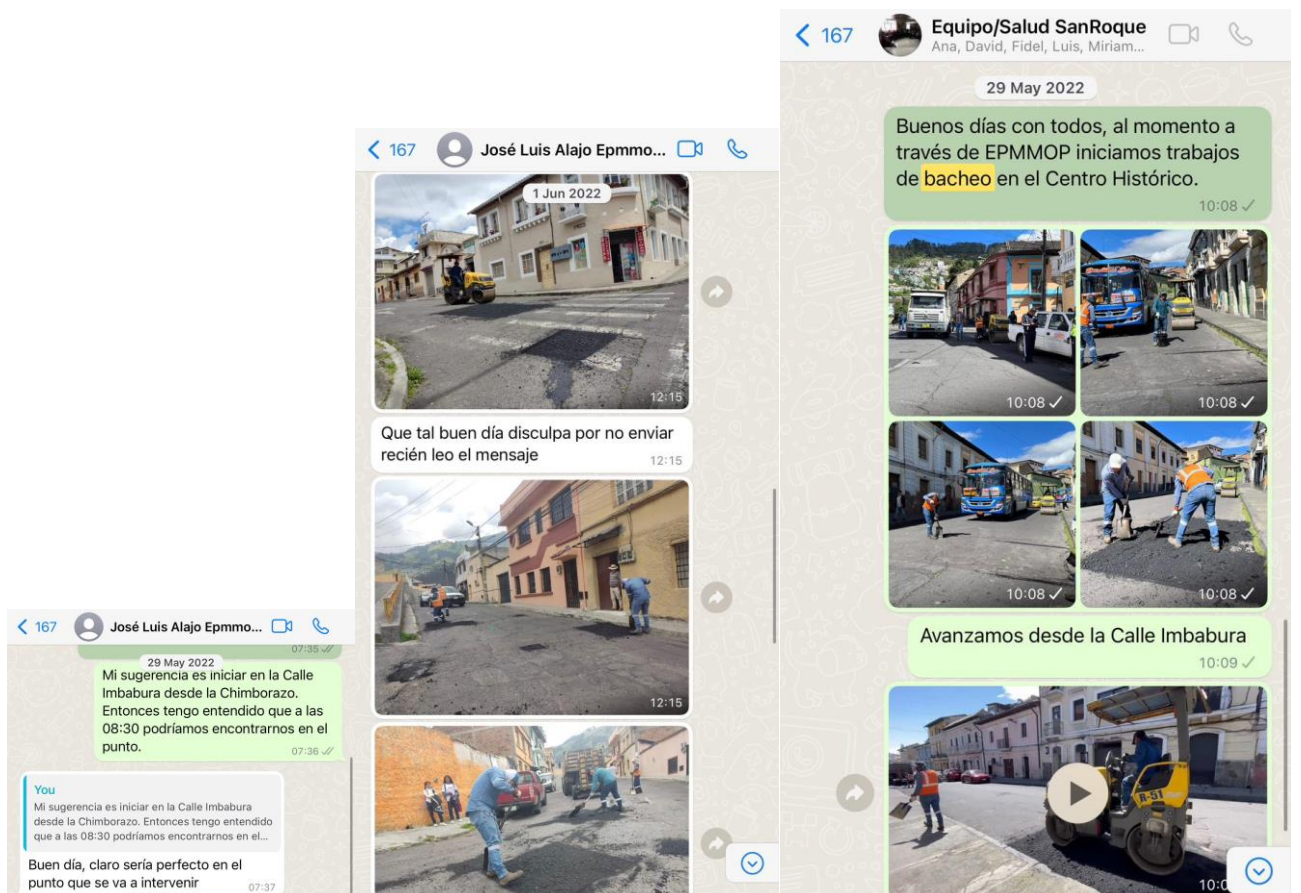 167
José Luis Alajo Epmmo...
07:35
29 May 2022
Mi sugerencia es iniciar en la Calle
Imbabura desde la Chimborazo.
Entonces tengo entendido que a las
08:30 podríamos encontrarnos en el
punto.
07:36
You
Mi sugerencia es iniciar en la Calle Imbabura
desde la Chimborazo. Entonces tengo entendido
que a las 08:30 podríamos encontrarnos en el...
Buen día, claro sería perfecto en el
punto que se va a intervenir
07:37
167
José Luis Alajo Epmmo...
1 Jun 2022
12:15
Que tal buen día disculpa por no enviar
recién leo el mensaje
12:15
12:15
167
Equipo/Salud SanRoque
Ana, David, Fidel, Luis, Miriam...
29 May 2022
Buenos días con todos, al momento a
través de EPMMOP iniciamos trabajos
de bacheo en el Centro Histórico.
10:08
10:08
10:08
10:08
10:08
Avanzamos desde la Calle Imbabura
10:09
R-51